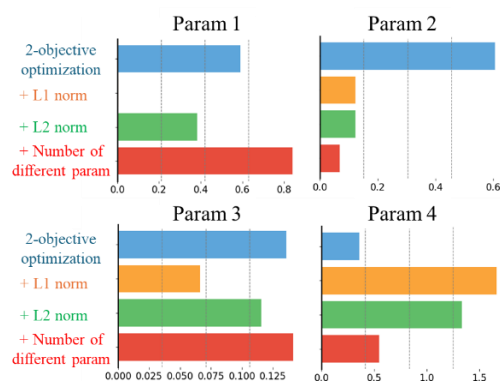 Param 1
Param 2
2-objective
optimization
+ L1 norm
+ L2 norm
+ Number of
different param
0.0 0.2 0.4 0.6 0.8
0.0 0.2 0.4 0.6
Param 3
Param 4
2-objective
optimization
+ L1 norm
+ L2 norm
+ Number of
different param
0.000 0.025 0.050 0.075 0.100 0.125
0.0 0.5 1.0 1.5